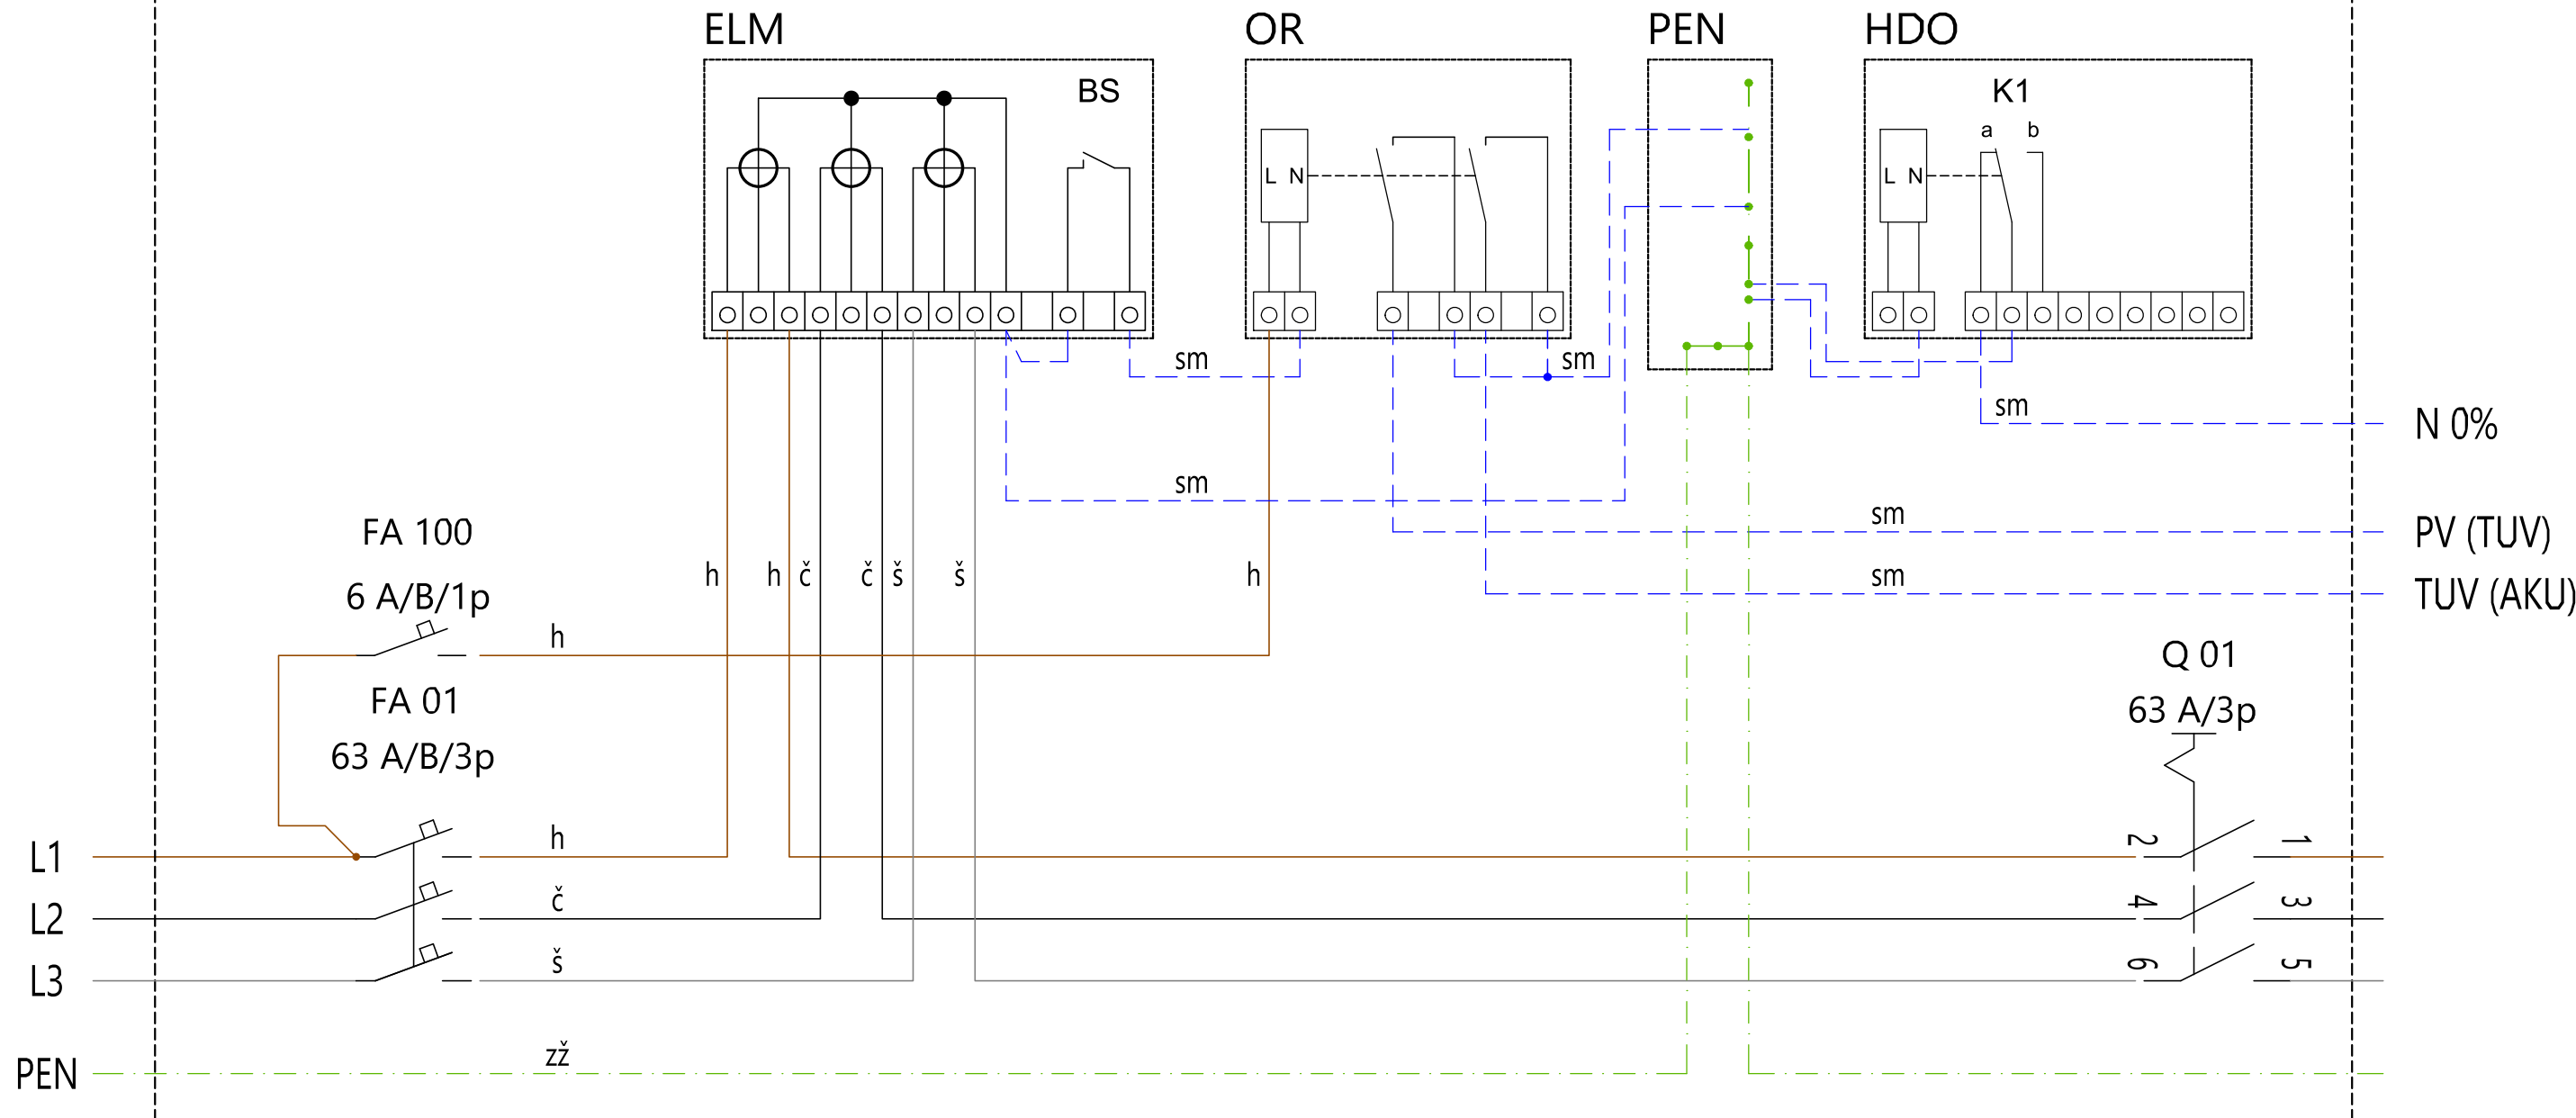 ELM
OR
PEN
HDO
BS
K1
a b
L N
L N
sm
sm
sm
N 0%
sm
FA 100
sm
PV (TUV)
h h č č š š h
sm
TUV (AKU)
6 A/B/1p
h
Q 01
FA 01
63 A/3p
63 A/B/3p
h
2 1
L1
č
4 3
L2
š
6 5
L3
zž
PEN